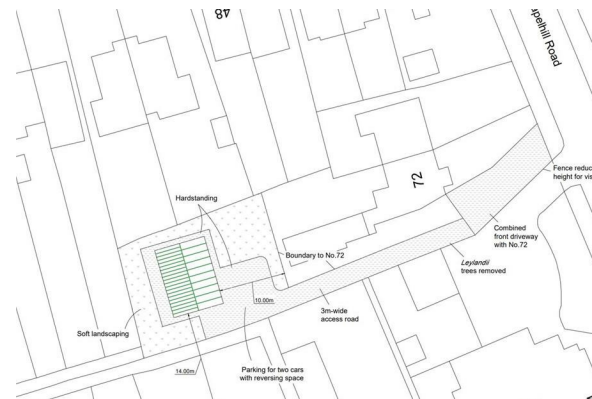 48
apelhill Road
72
Fence reduc
height for vis
Hardstanding
Combined
front driveway
with No.72
Boundary to No.72
Leylandii
trees removed
10.00m
3m-wide
access road
Soft landscaping
14.00m
Parking for two cars
with reversing space